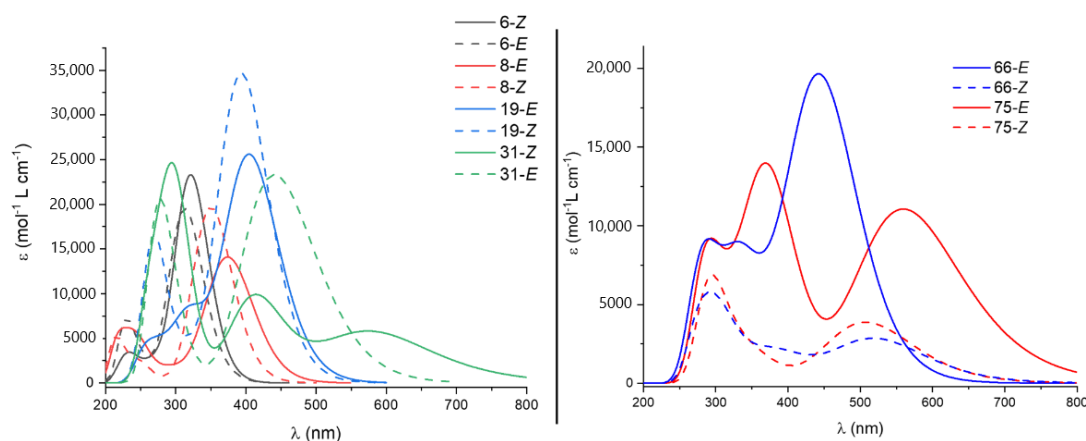 6-Z
6-E
8-E
8-Z
19-E
19-Z
31-Z
31-E
35,000
30,000
25,000
20,000
15,000
10,000
5000
0
ε (mol⁻¹ L cm⁻¹)
200 300 400 500 600 700 800
λ (nm)
66-E
66-Z
75-E
75-Z
20,000
15,000
10,000
5000
0
ε (mol⁻¹L cm⁻¹)
200 300 400 500 600 700 800
λ (nm)